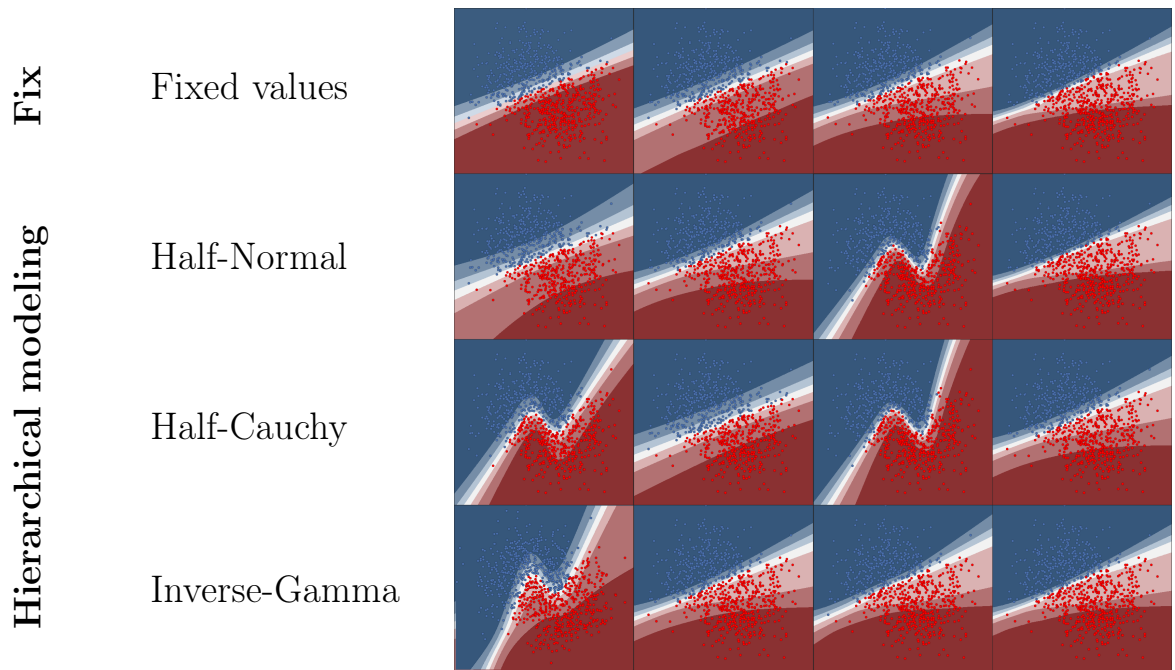 Fix
Fixed values
Hierarchical modeling
Half-Normal
Half-Cauchy
Inverse-Gamma